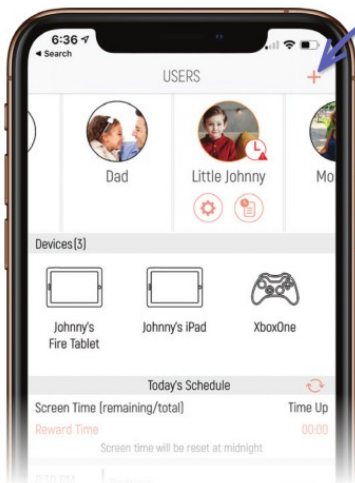 6:36
Search
USERS
+
Dad
Little Johnny
Mo
Devices(3)
Johnny's
Fire Tablet
Johnny's iPad
XboxOne
Today's Schedule
Screen Time (remaining/total) Time Up
Reward Time 00:00
Screen time will be reset at midnight